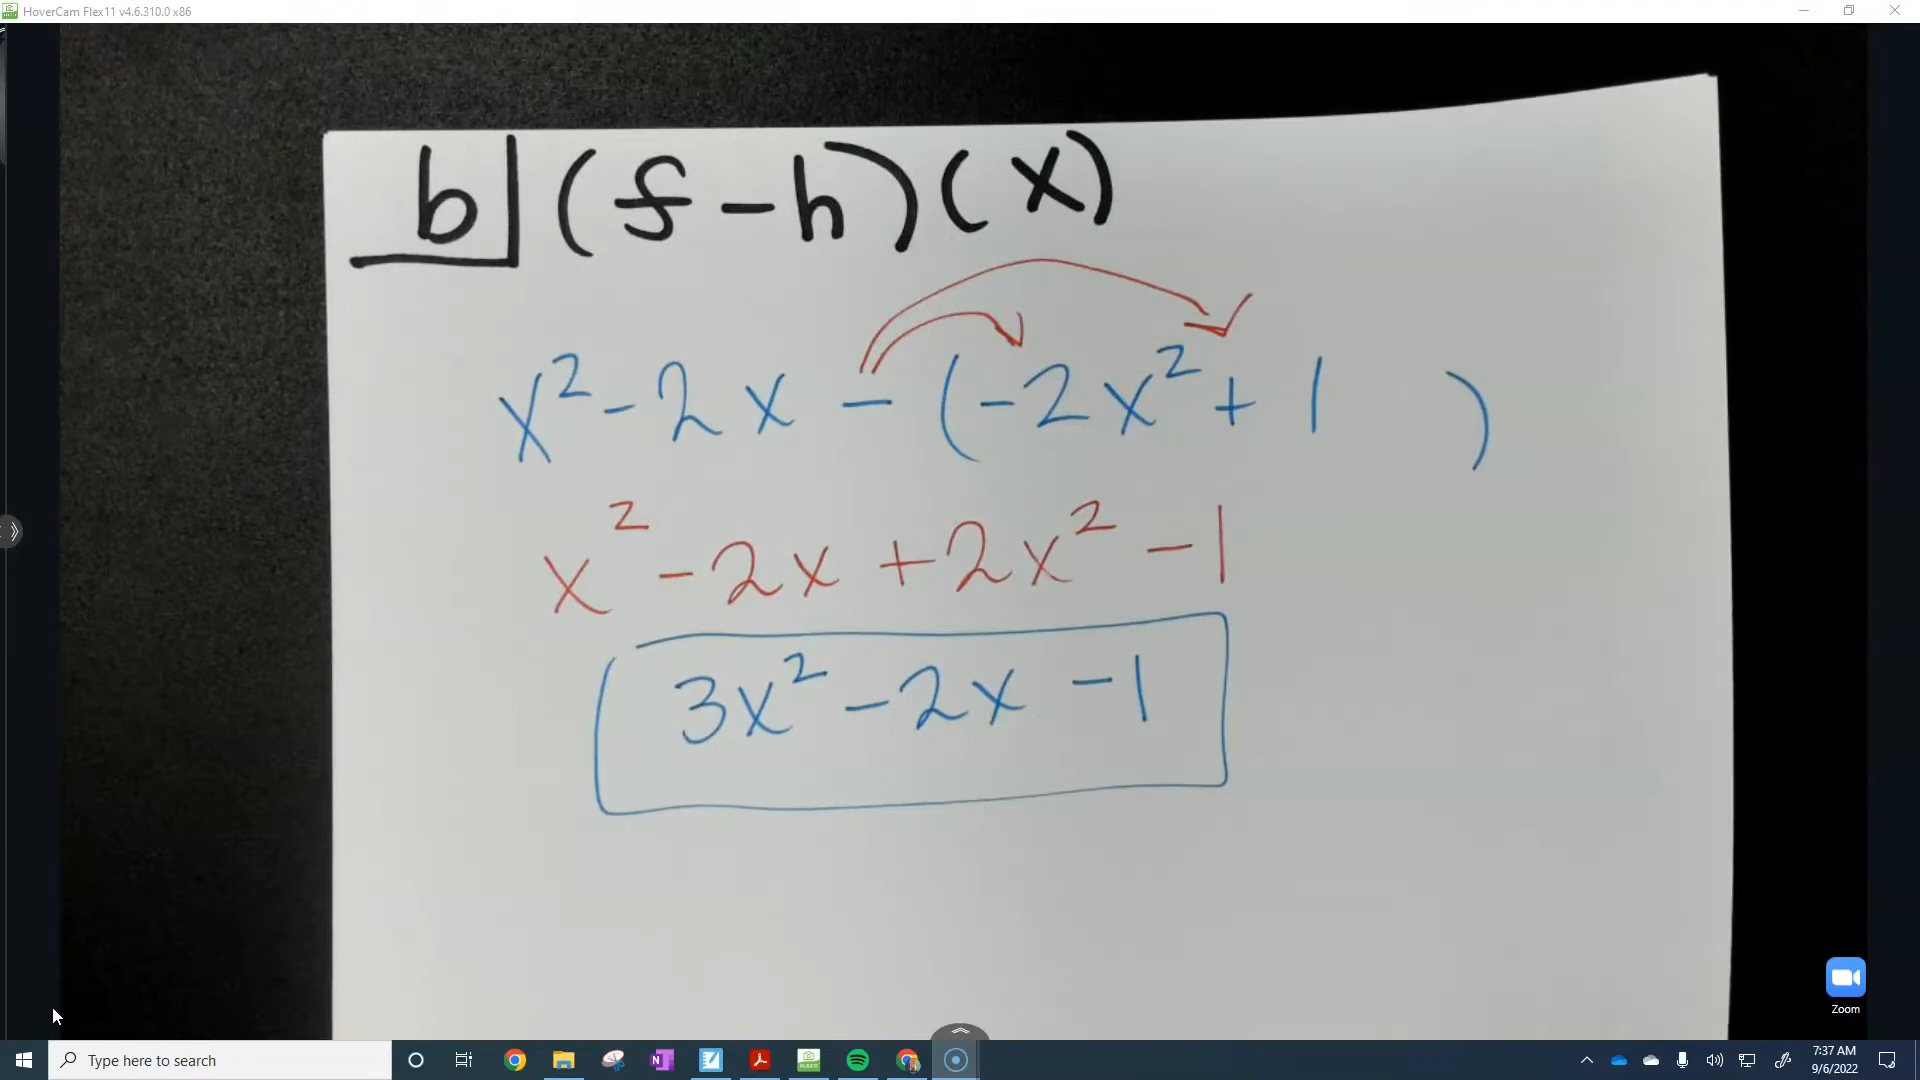 HoverCam Flex11 v4.6.310.0 x86
b (f-h)(x)
x² - 2x - (-2x² + 1 )
x² - 2x + 2x² - 1
3x² - 2x - 1
Zoom
Type here to search
7:37 AM
9/6/2022